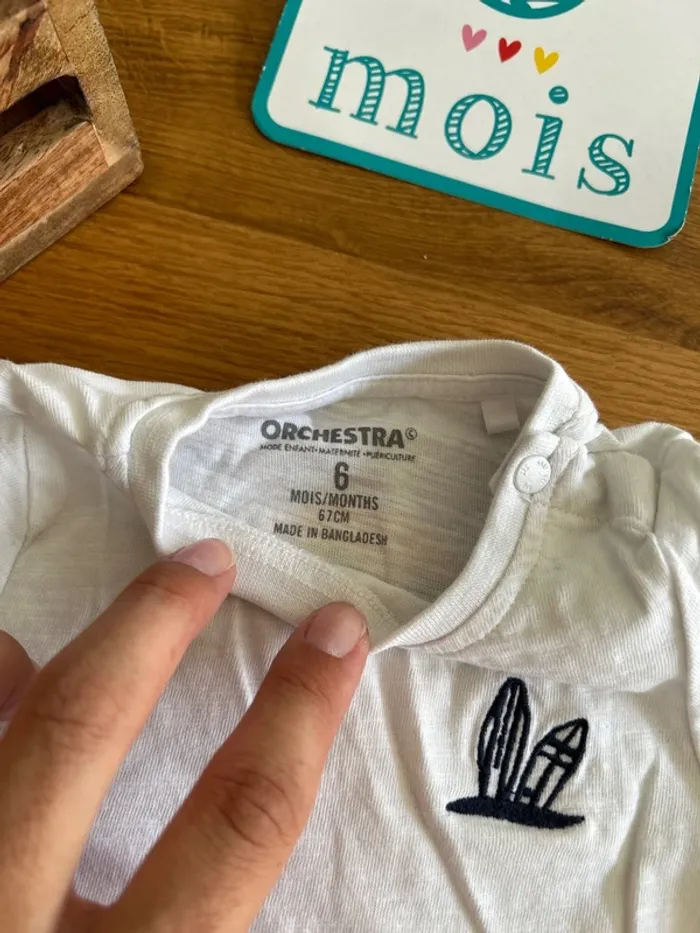 mois
ORCHESTRA©
MODE ENFANT•MATERNITÉ•PUÉRICULTURE
6
MOIS/MONTHS
67CM
MADE IN BANGLADESH